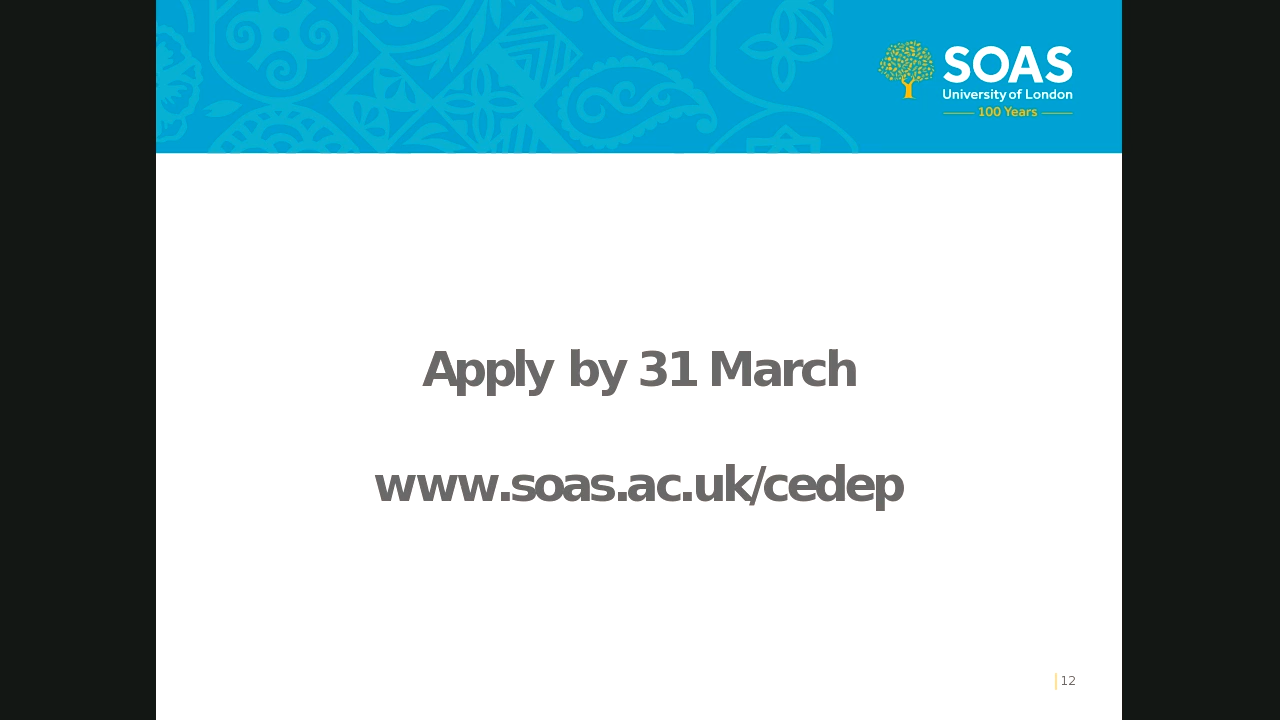 SOAS
University of London
100 Years
Apply by 31 March
www.soas.ac.uk/cedep
12